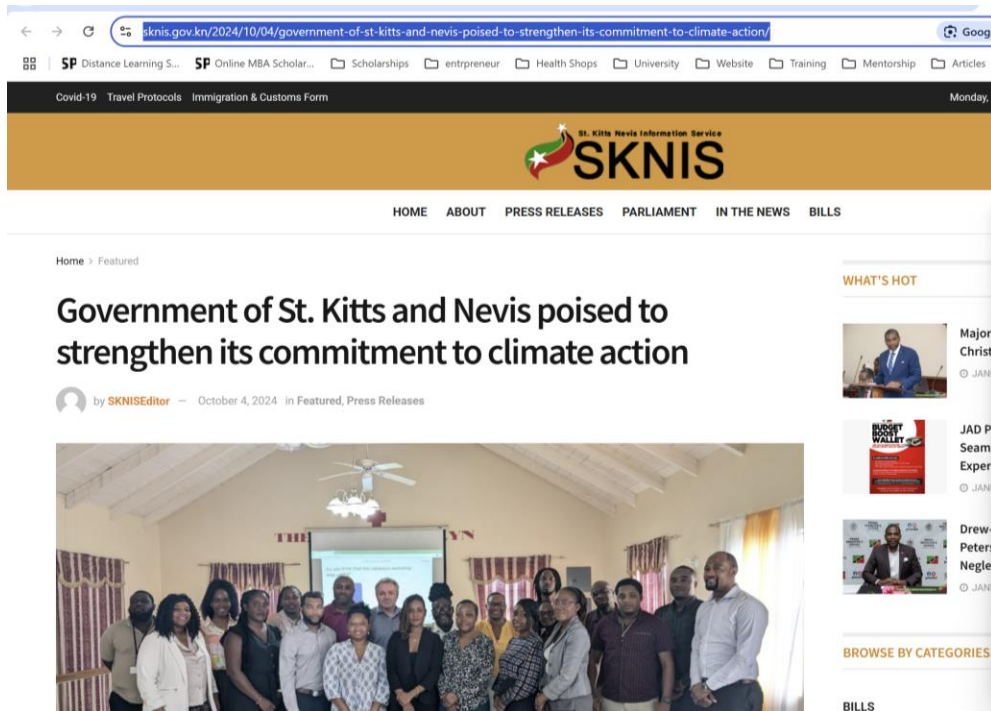 sknis.gov.kn/2024/10/04/government-of-st-kitts-and-nevis-poised-to-strengthen-its-commitment-to-climate-action/
Goog
SP Distance Learning S...
SP Online MBA Scholar...
Scholarships
entrpreneur
Health Shops
University
Website
Training
Mentorship
Articles
Covid-19 Travel Protocols Immigration & Customs Form
Monday,
St. Kitts Nevis Information Service
SKNIS
HOME ABOUT PRESS RELEASES PARLIAMENT IN THE NEWS BILLS
Home > Featured
Government of St. Kitts and Nevis poised to
strengthen its commitment to climate action
by SKNISEditor — October 4, 2024 in Featured, Press Releases
THE
YN
WHAT'S HOT
Major
Christ
JAN
BUDGET
BOOST
WALLET
JAD P
Seam
Exper
JAN
Drew-
Peters
Negle
JAN
BROWSE BY CATEGORIES
BILLS